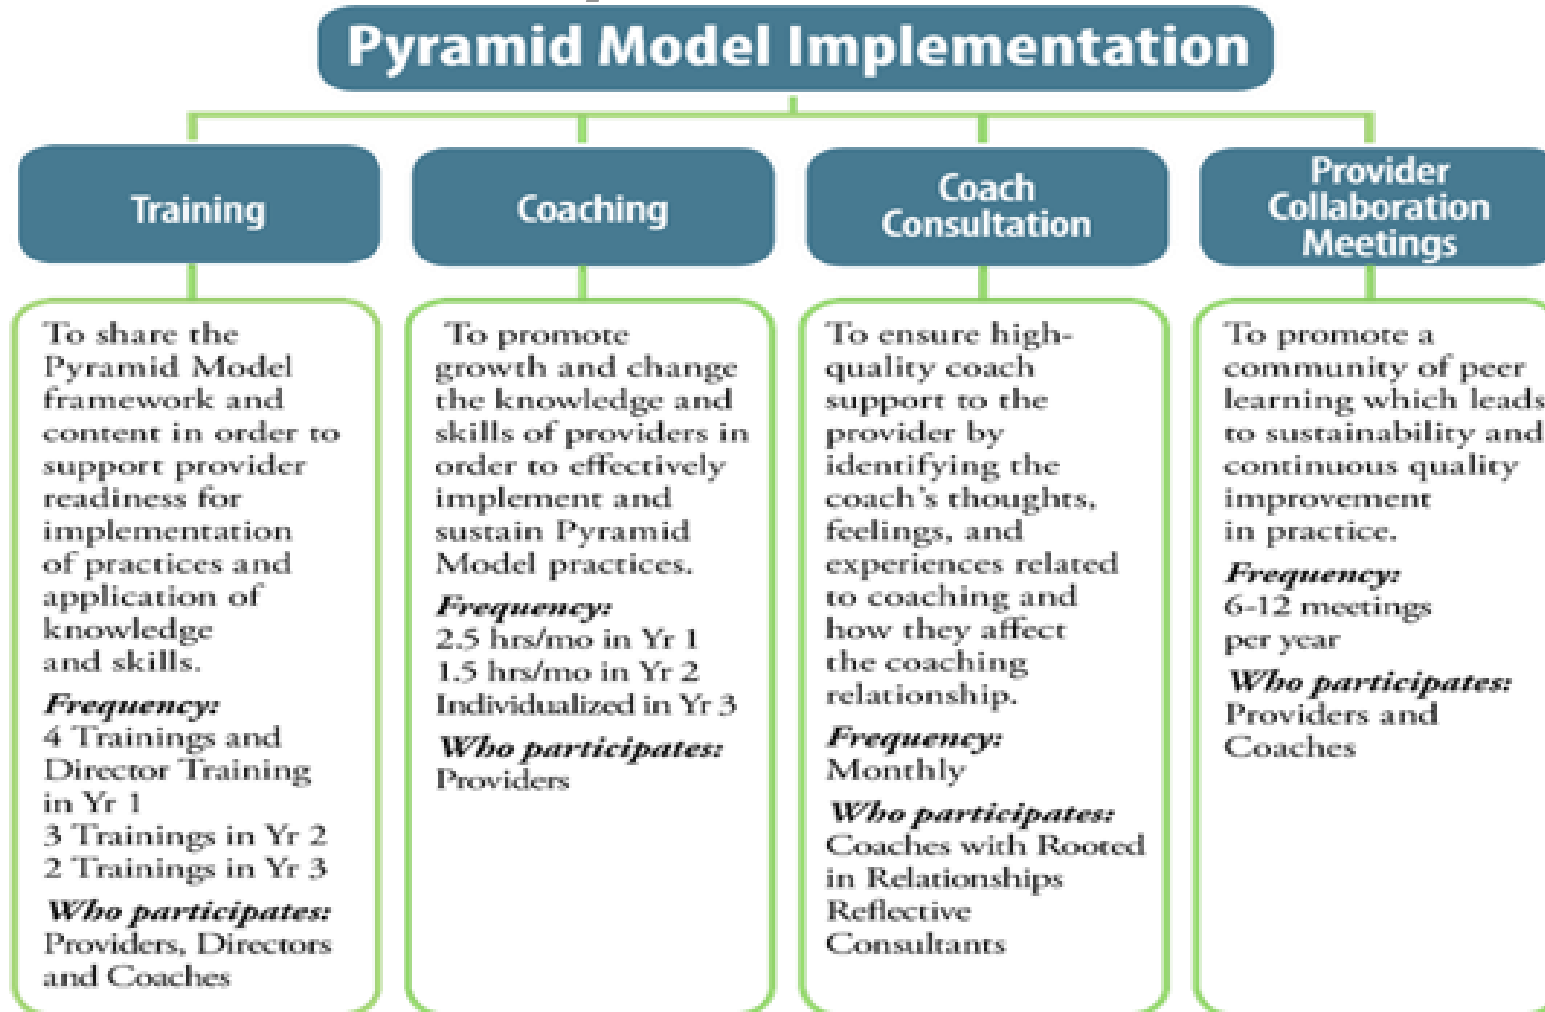 Pyramid Model Implementation
Training
To share the
Pyramid Model
framework and
content in order to
support provider
readiness for
implementation
of practices and
application of
knowledge
and skills.
Frequency:
4 Trainings and
Director Training
in Yr 1
3 Trainings in Yr 2
2 Trainings in Yr 3
Who participates:
Providers, Directors
and Coaches
Coaching
To promote
growth and change
the knowledge and
skills of providers in
order to effectively
implement and
sustain Pyramid
Model practices.
Frequency:
2.5 hrs/mo in Yr 1
1.5 hrs/mo in Yr 2
Individualized in Yr 3
Who participates:
Providers
Coach
Consultation
To ensure high-
quality coach
support to the
provider by
identifying the
coach's thoughts,
feelings, and
experiences related
to coaching and
how they affect
the coaching
relationship.
Frequency:
Monthly
Who participates:
Coaches with Rooted
in Relationships
Reflective
Consultants
Provider
Collaboration
Meetings
To promote a
community of peer
learning which leads
to sustainability and
continuous quality
improvement
in practice.
Frequency:
6-12 meetings
per year
Who participates:
Providers and
Coaches